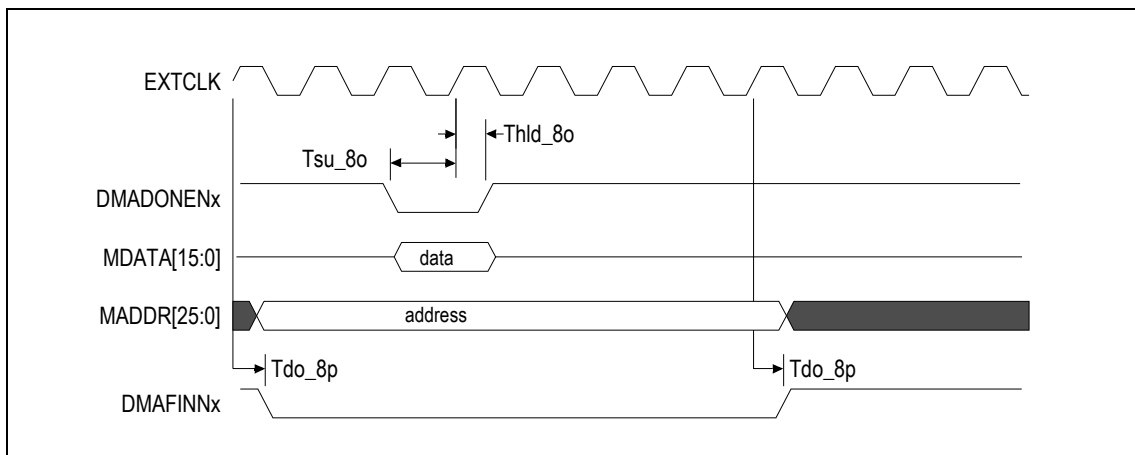 EXTCLK
Thld_8o
Tsu_8o
DMADONENx
MDATA[15:0]
data
MADDR[25:0]
address
Tdo_8p
Tdo_8p
DMAFINNx